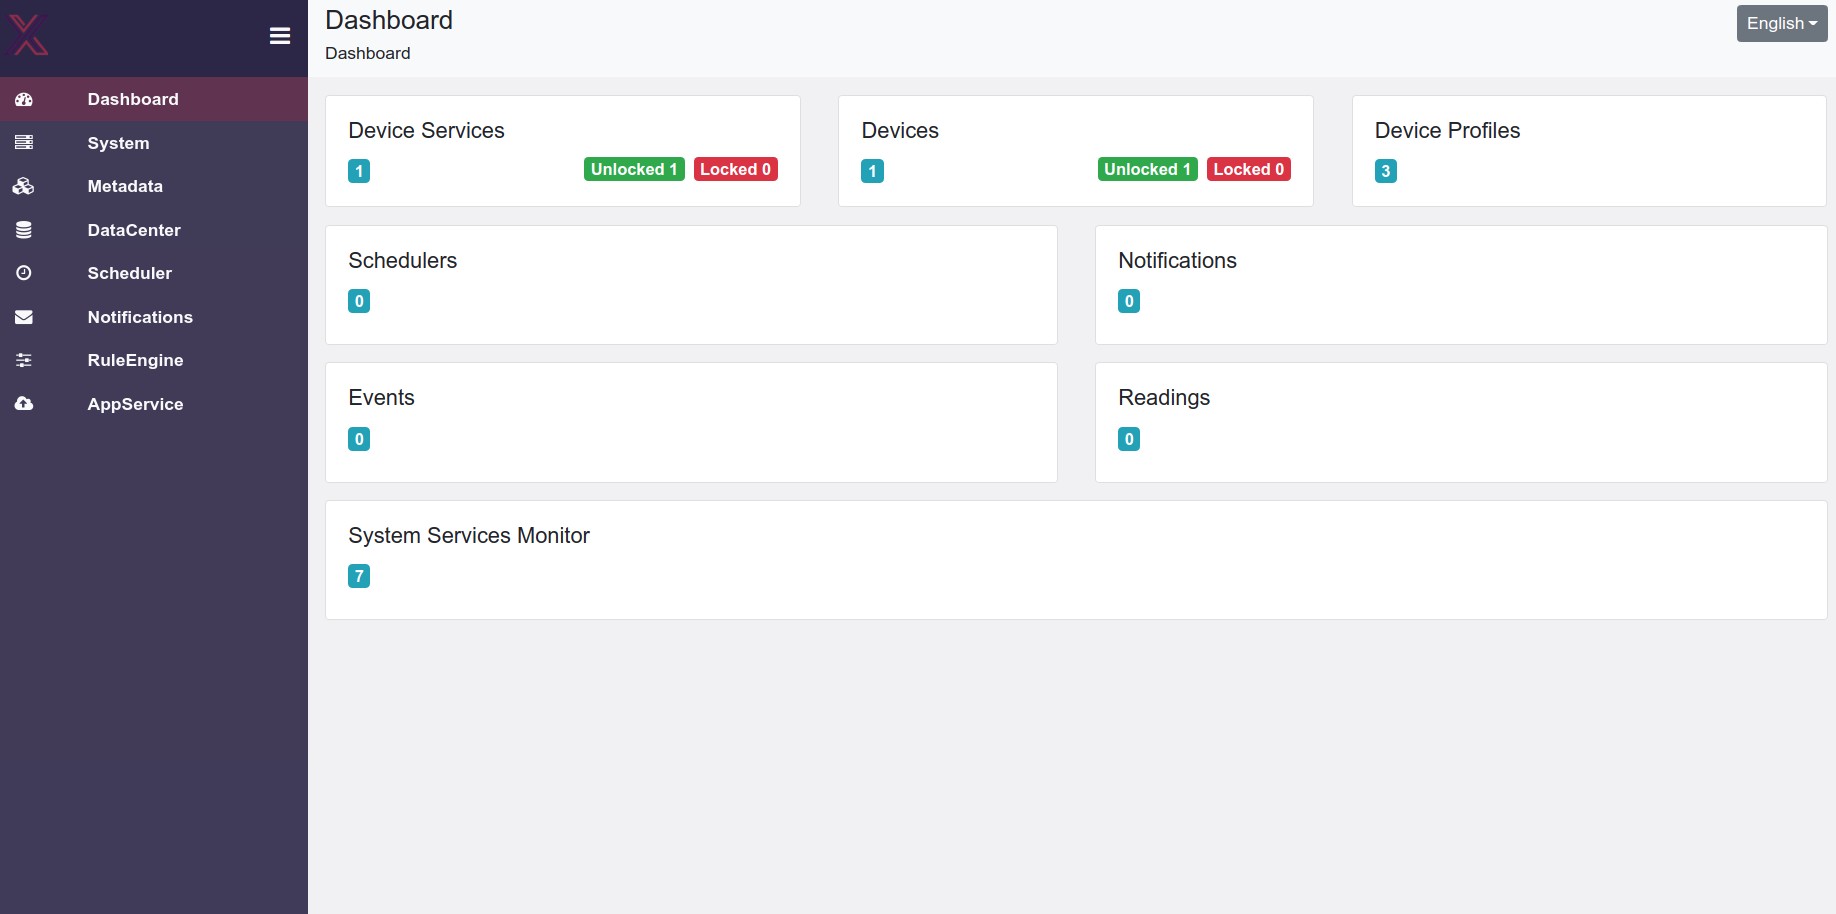 Dashboard
Dashboard
English
Dashboard
System
Metadata
DataCenter
Scheduler
Notifications
RuleEngine
AppService
Device Services
1
Unlocked 1 Locked 0
Devices
1
Unlocked 1 Locked 0
Device Profiles
3
Schedulers
0
Notifications
0
Events
0
Readings
0
System Services Monitor
7